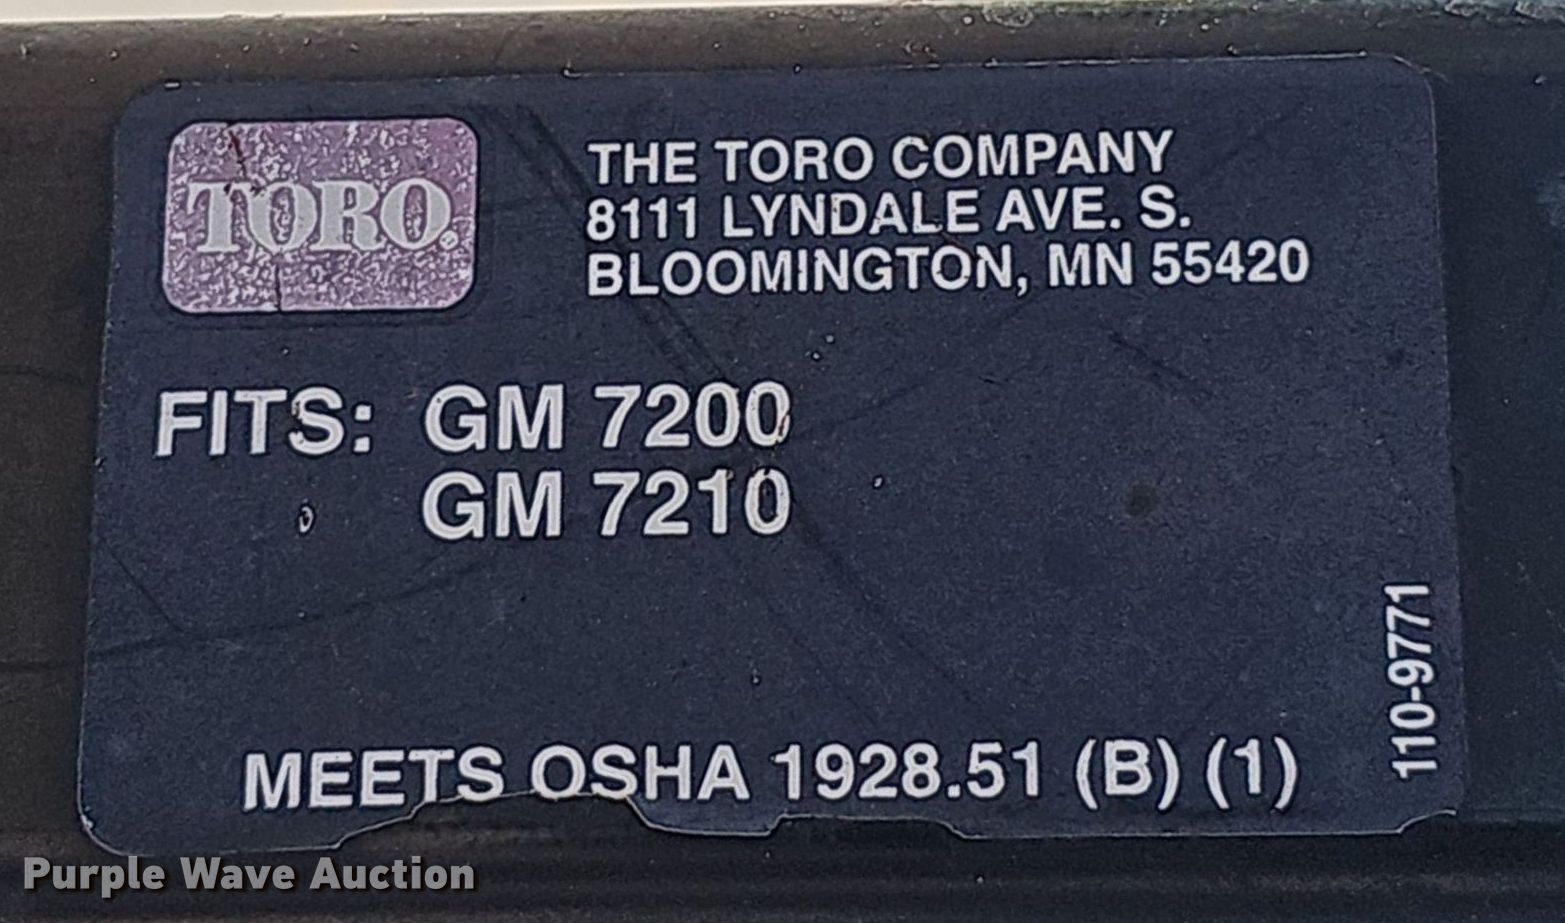 TORO
THE TORO COMPANY
8111 LYNDALE AVE. S.
BLOOMINGTON, MN 55420
FITS: GM 7200
GM 7210
110-9771
MEETS OSHA 1928.51 (B) (1)
Purple Wave Auction